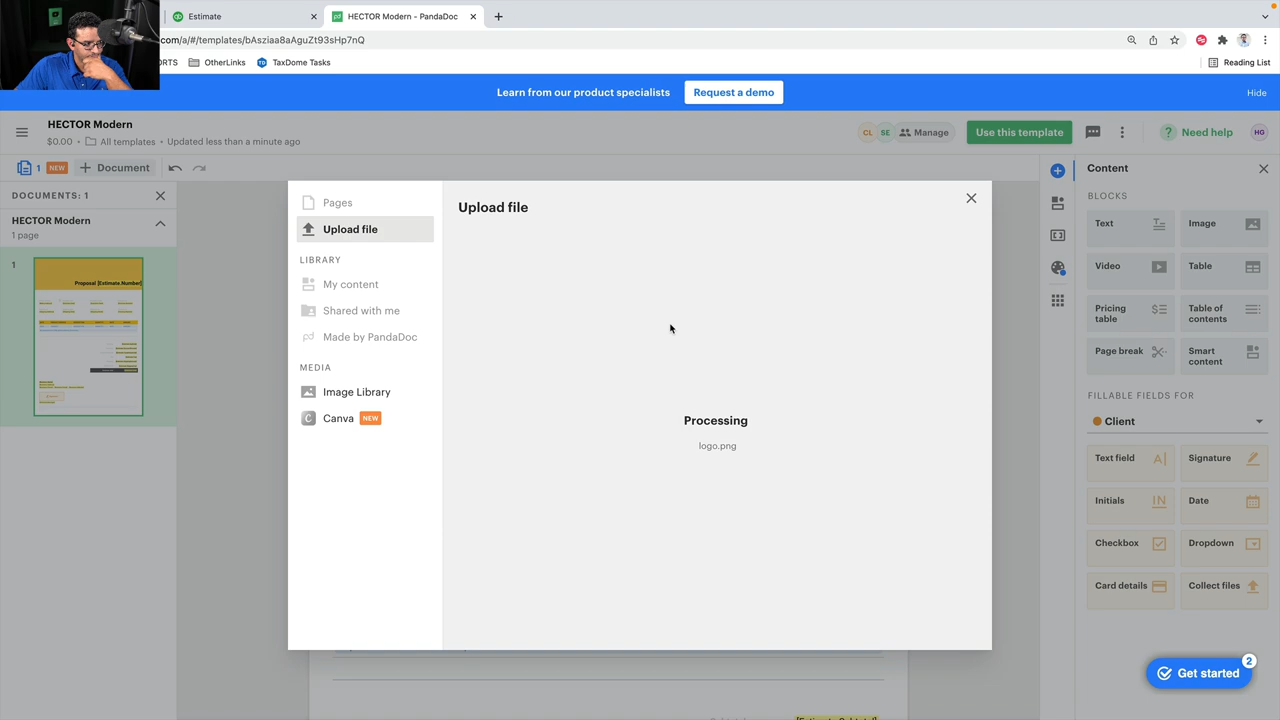 Estimate
HECTOR Modern - PandaDoc
com/a/#/templates/bAsziaa8aAguZt93sHp7nQ
ORTS
OtherLinks
TD
TaxDome Tasks
Reading List
Learn from our product specialists
Request a demo
Hide
HECTOR Modern
$0.00 • All templates • Updated less than a minute ago
CL
SE
Manage
Use this template
Need help
HG
1
NEW
Document
DOCUMENTS: 1
HECTOR Modern
1 page
1
Proposal [Estimate.Number]
Pages
Upload file
LIBRARY
My content
Shared with me
Made by PandaDoc
MEDIA
Image Library
Canva
NEW
Upload file
Processing
logo.png
Content
BLOCKS
Text
Image
Video
Table
Pricing
table
Table of
contents
Page break
Smart
content
FILLABLE FIELDS FOR
Client
Text field
Signature
Initials
Date
Checkbox
Dropdown
Card details
Collect files
Get started
2